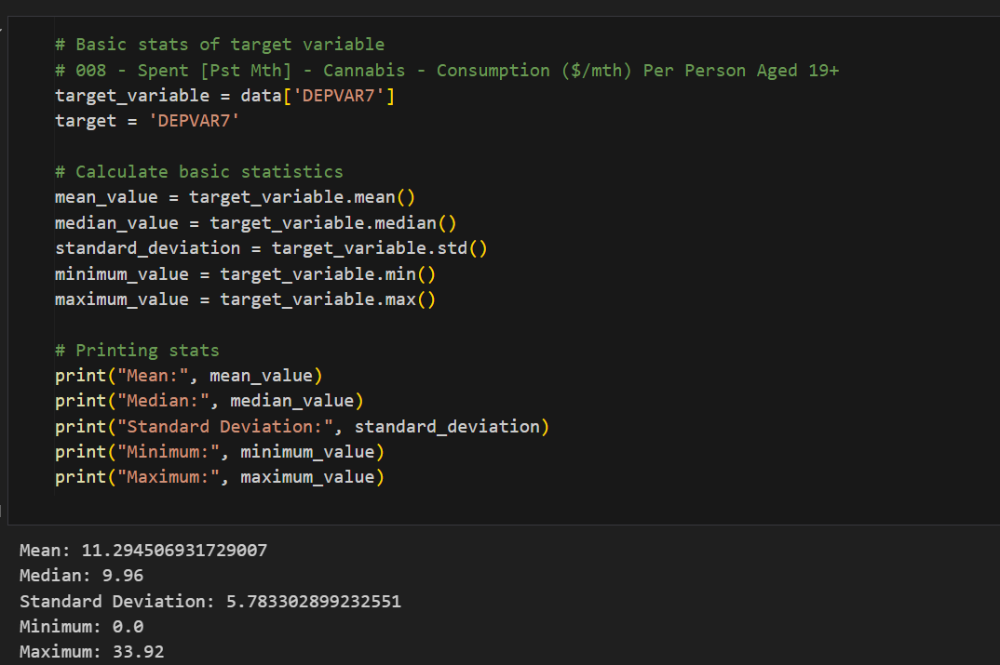 # Basic stats of target variable
# 008 - Spent [Pst Mth] - Cannabis - Consumption ($/mth) Per Person Aged 19+
target_variable = data['DEPVAR7']
target = 'DEPVAR7'
# Calculate basic statistics
mean_value = target_variable.mean()
median_value = target_variable.median()
standard_deviation = target_variable.std()
minimum_value = target_variable.min()
maximum_value = target_variable.max()
# Printing stats
print("Mean:", mean_value)
print("Median:", median_value)
print("Standard Deviation:", standard_deviation)
print("Minimum:", minimum_value)
print("Maximum:", maximum_value)
Mean: 11.294506931729007
Median: 9.96
Standard Deviation: 5.783302899232551
Minimum: 0.0
Maximum: 33.92